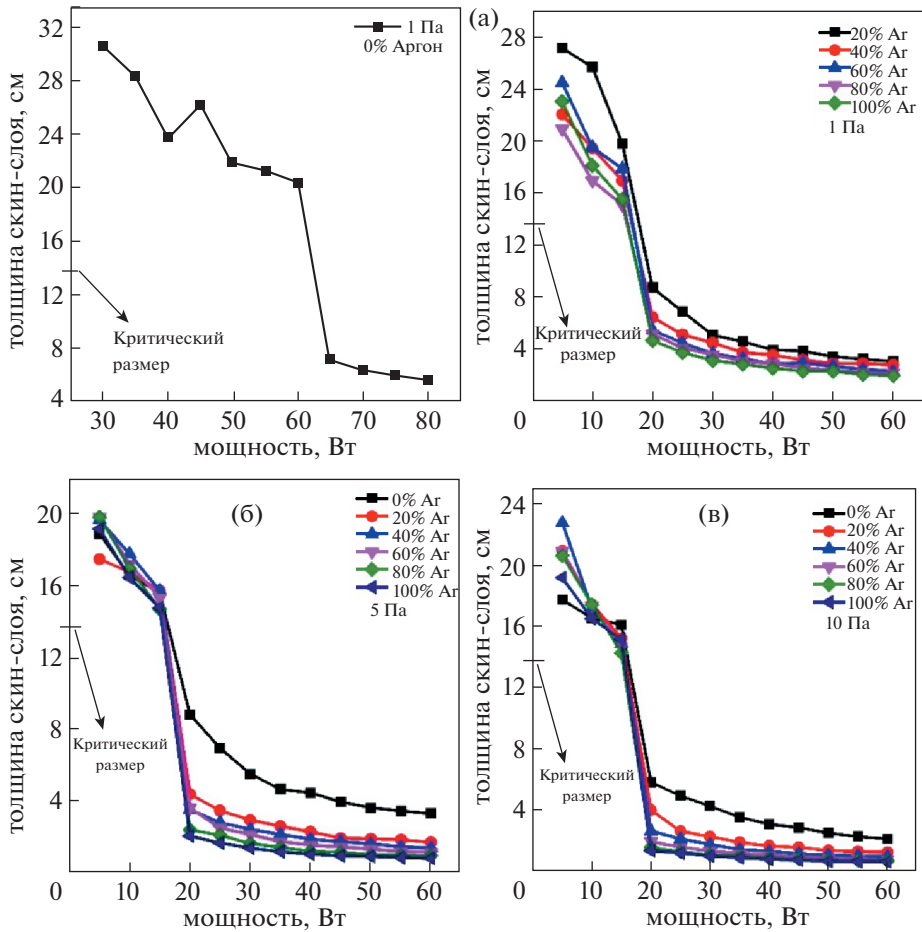 (а)
толщина скин-слоя, см
32
28
24
20
16
12
8
4
1 Па
0% Аргон
Критический
размер
30 40 50 60 70 80
мощность, Вт
толщина скин-слоя, см
28
24
20
16
12
8
4
20% Ar
40% Ar
60% Ar
80% Ar
100% Ar
1 Па
Критический
размер
0 10 20 30 40 50 60
мощность, Вт
(б)
толщина скин-слоя, см
20
16
12
8
4
0% Ar
20% Ar
40% Ar
60% Ar
80% Ar
100% Ar
5 Па
Критический
размер
0 10 20 30 40 50 60
мощность, Вт
(в)
толщина скин-слоя, см
24
20
16
12
8
4
0% Ar
20% Ar
40% Ar
60% Ar
80% Ar
100% Ar
10 Па
Критический
размер
0 10 20 30 40 50 60
мощность, Вт